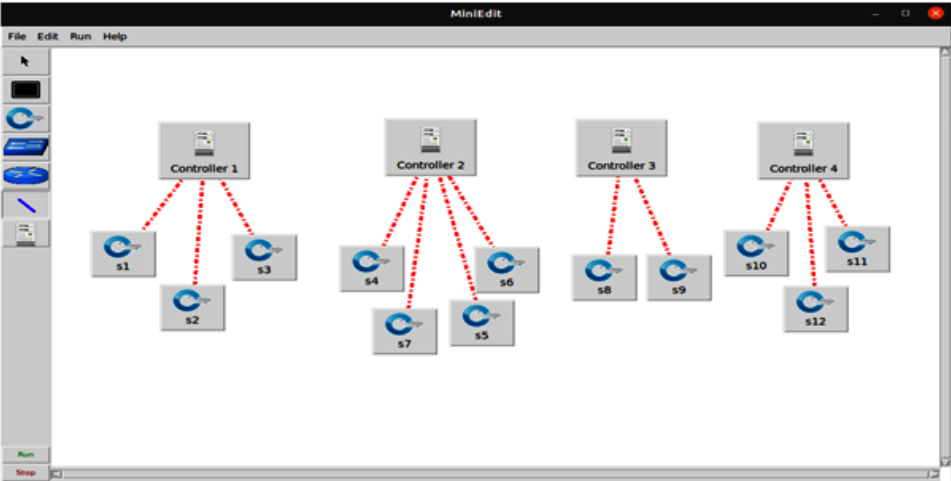 MiniEdit
File Edit Run Help
Controller 1
Controller 2
Controller 3
Controller 4
s1
s2
s3
s4
s7
s5
s6
s8
s9
s10
s12
s11
Run
Stop